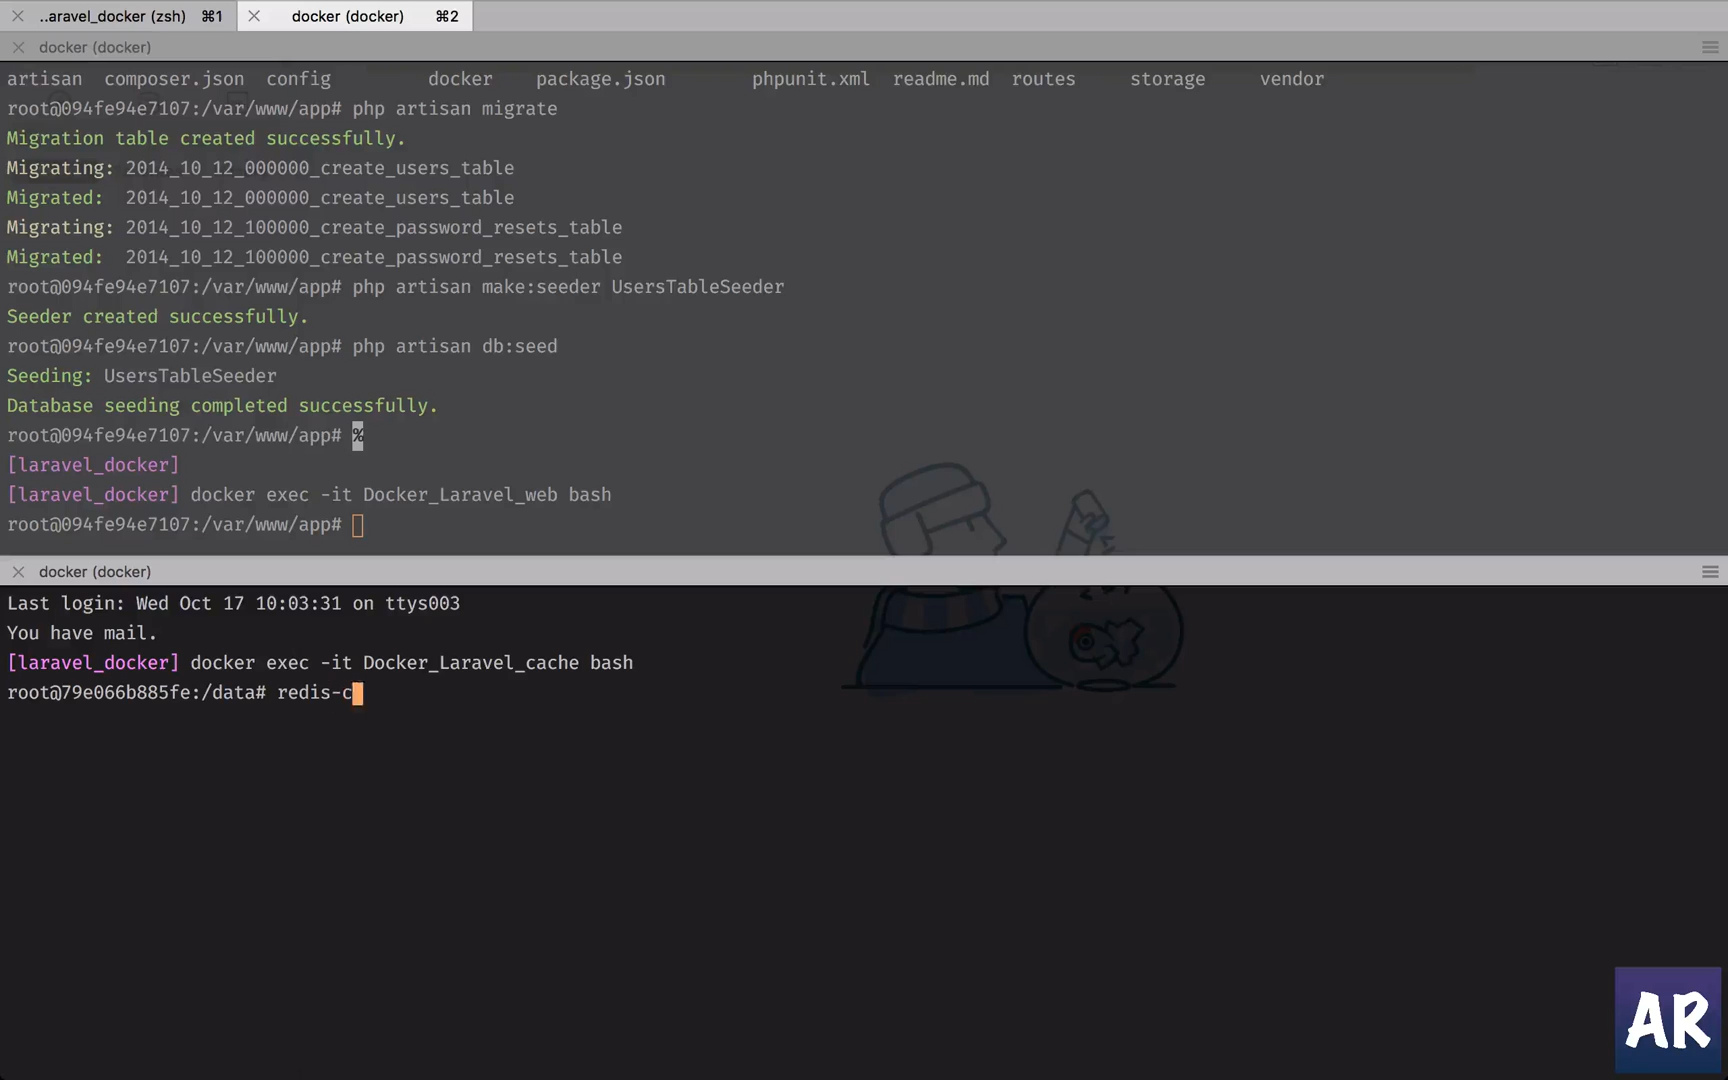 ..aravel_docker (zsh) ⌘1 docker (docker) ⌘2
docker (docker)
artisan composer.json config docker package.json phpunit.xml readme.md routes storage vendor
root@094fe94e7107:/var/www/app# php artisan migrate
Migration table created successfully.
Migrating: 2014_10_12_000000_create_users_table
Migrated: 2014_10_12_000000_create_users_table
Migrating: 2014_10_12_100000_create_password_resets_table
Migrated: 2014_10_12_100000_create_password_resets_table
root@094fe94e7107:/var/www/app# php artisan make:seeder UsersTableSeeder
Seeder created successfully.
root@094fe94e7107:/var/www/app# php artisan db:seed
Seeding: UsersTableSeeder
Database seeding completed successfully.
root@094fe94e7107:/var/www/app# %
[laravel_docker]
[laravel_docker] docker exec -it Docker_Laravel_web bash
root@094fe94e7107:/var/www/app#
docker (docker)
Last login: Wed Oct 17 10:03:31 on ttys003
You have mail.
[laravel_docker] docker exec -it Docker_Laravel_cache bash
root@79e066b885fe:/data# redis-c
AR